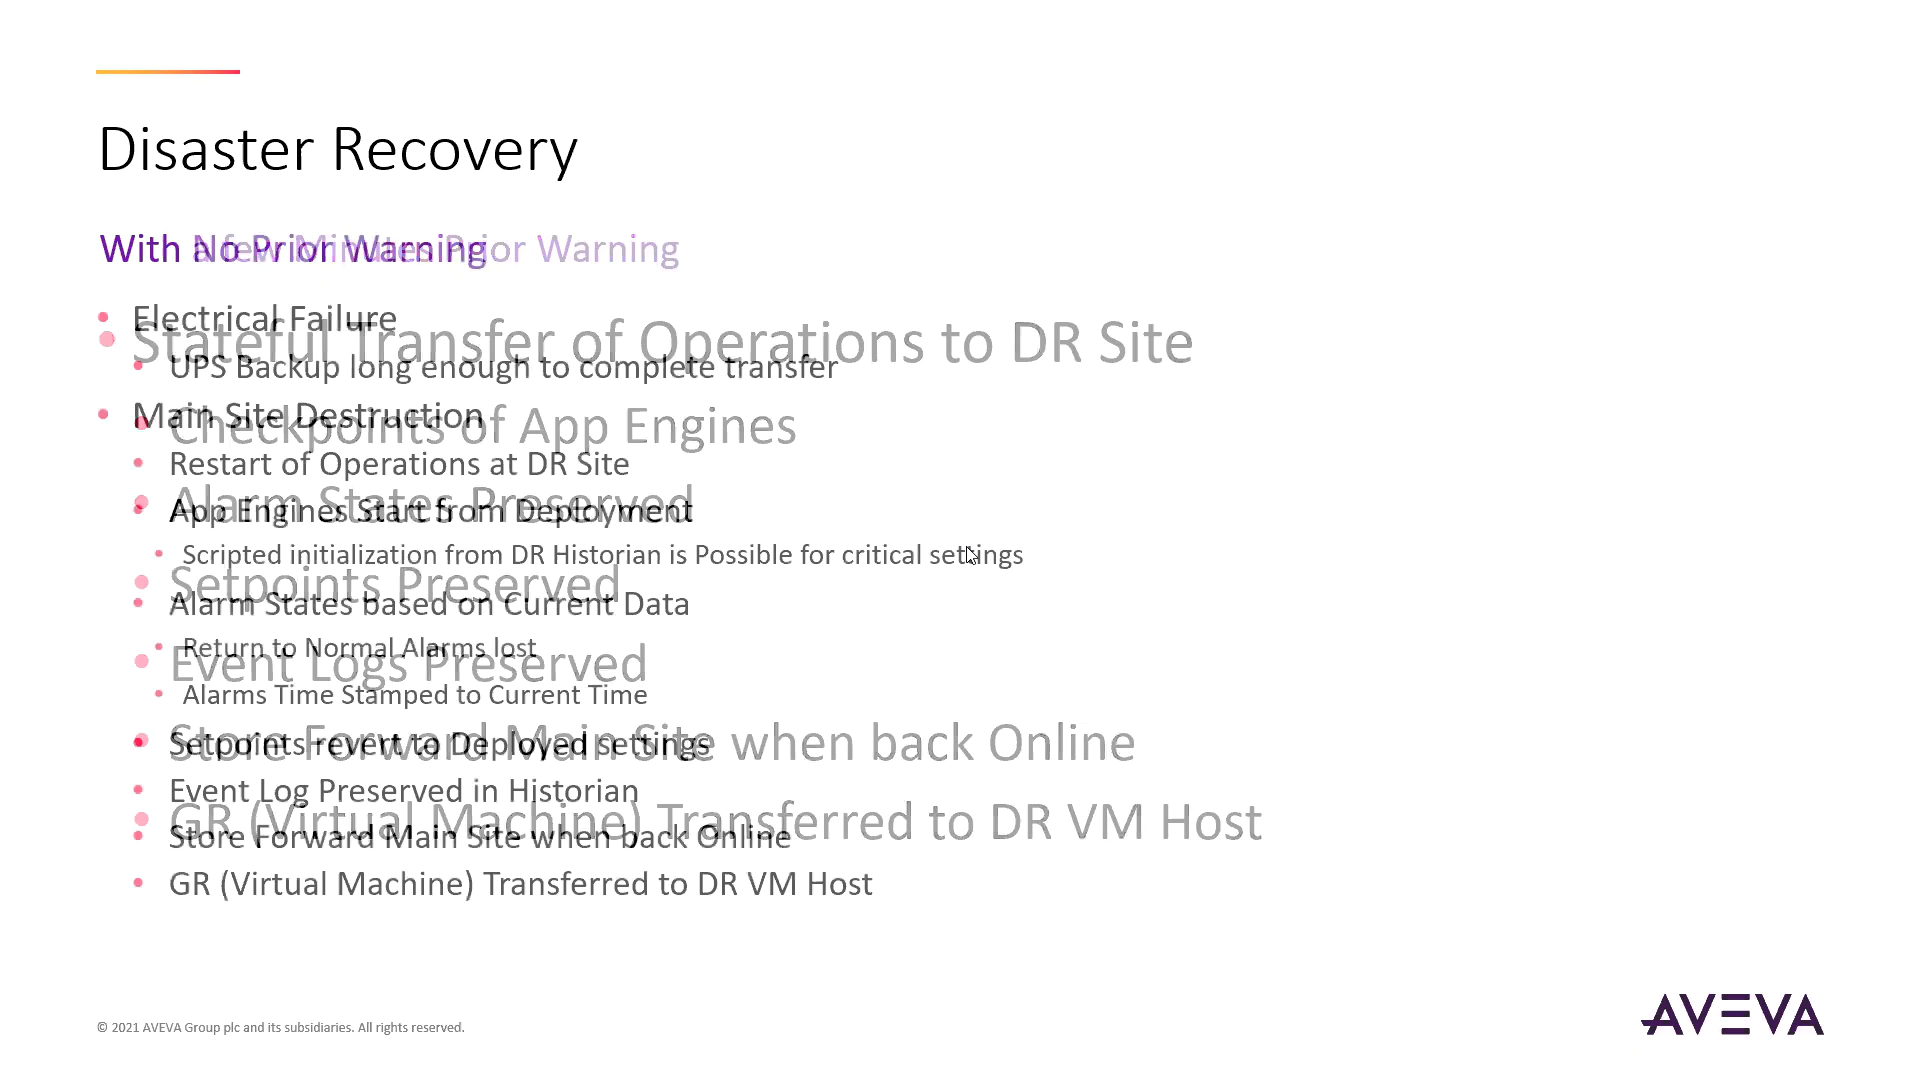 Disaster Recovery
With No Prior Warning
With a few Minutes Prior Warning
• Electrical Failure
• UPS Backup long enough to complete transfer
• Main Site Destruction
• Restart of Operations at DR Site
• App Engines Start from Deployment
• Scripted initialization from DR Historian is Possible for critical settings
• Alarm States based on Current Data
• Return to Normal Alarms lost
• Alarms Time Stamped to Current Time
• Setpoints revert to Deployed settings
• Event Log Preserved in Historian
• Store Forward Main Site when back Online
• GR (Virtual Machine) Transferred to DR VM Host
• Stateful Transfer of Operations to DR Site
• Checkpoints of App Engines
• Alarm States Preserved
• Setpoints Preserved
• Event Logs Preserved
• Store Forward Main Site when back Online
• GR (Virtual Machine) Transferred to DR VM Host
© 2021 AVEVA Group plc and its subsidiaries. All rights reserved.
AVEVA